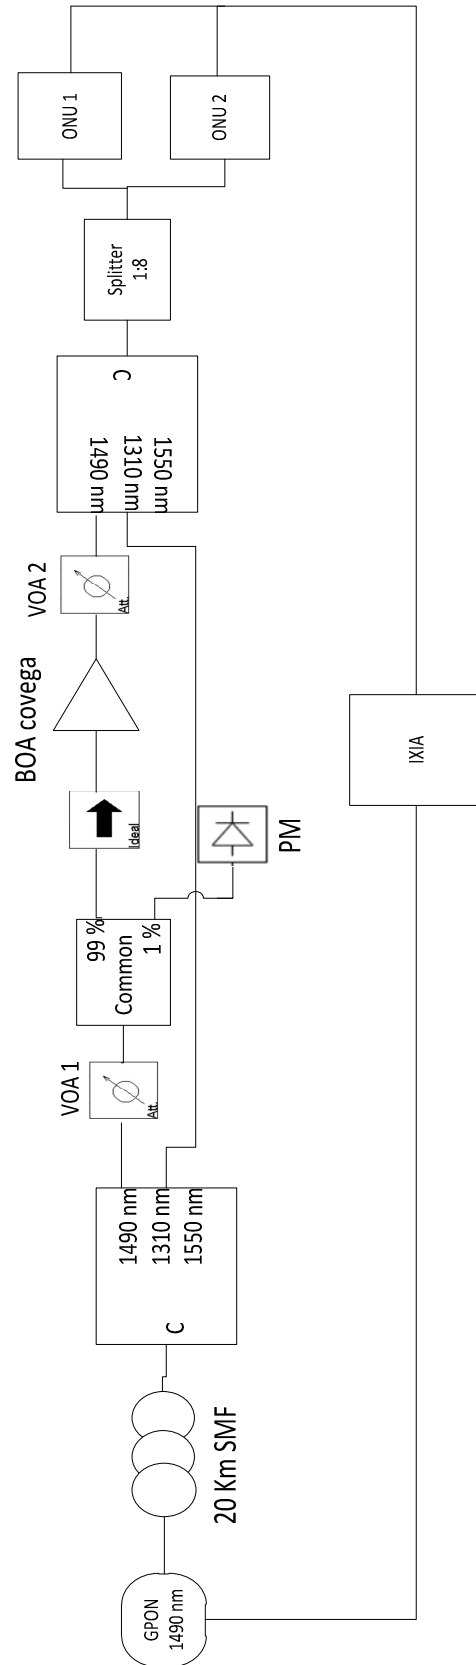 GPON
1490 nm
20 Km SMF
C
1490 nm
1310 nm
1550 nm
VOA 1
Att.
99 %
Common
1 %
PM
Ideal
BOA covega
VOA 2
Att.
1490 nm
1310 nm
1550 nm
C
Splitter
1:8
ONU 1
ONU 2
IXIA